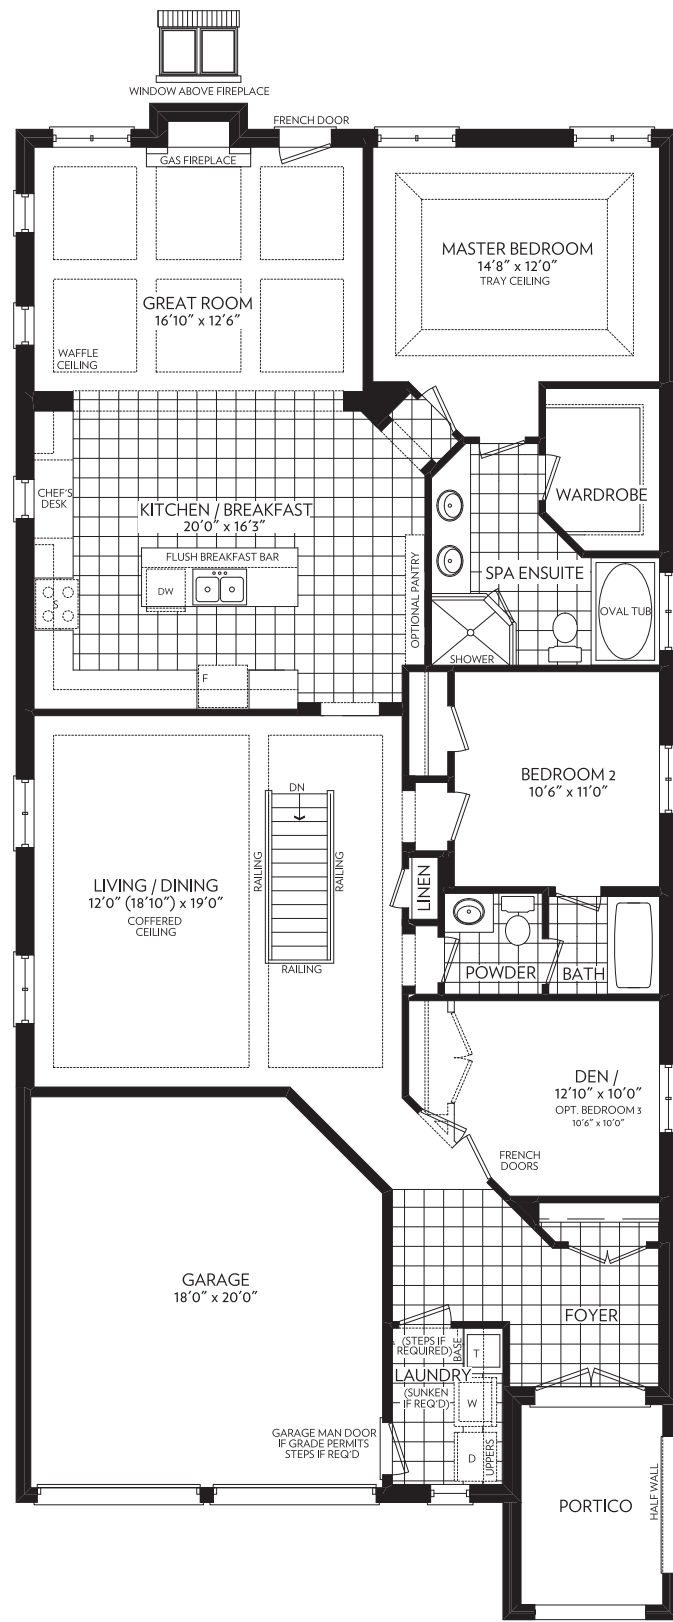 WINDOW ABOVE FIREPLACE
FRENCH DOOR
GAS FIREPLACE
MASTER BEDROOM
14'8" x 12'0"
TRAY CEILING
GREAT ROOM
16'10" x 12'6"
WAFFLE
CEILING
CHEF'S
DESK
WARDROBE
KITCHEN / BREAKFAST
20'0" x 16'3"
FLUSH BREAKFAST BAR
DW
OPTIONAL PANTRY
SPA ENSUITE
S
OVAL TUB
SHOWER
F
BEDROOM 2
10'6" x 11'0"
DN
RAILING
RAILING
LIVING / DINING
12'0" (18'10") x 19'0"
COFFERED
CEILING
LINEN
RAILING
POWDER
BATH
DEN /
12'10" x 10'0"
OPT. BEDROOM 3
10'6" x 10'0"
FRENCH
DOORS
GARAGE
18'0" x 20'0"
FOYER
(STEPS IF
REQUIRED)
BASE
T
LAUNDRY
(SUNKEN
IF REQ'D)
W
GARAGE MAN DOOR
IF GRADE PERMITS
STEPS IF REQ'D
D
UPPERS
PORTICO
HALF WALL